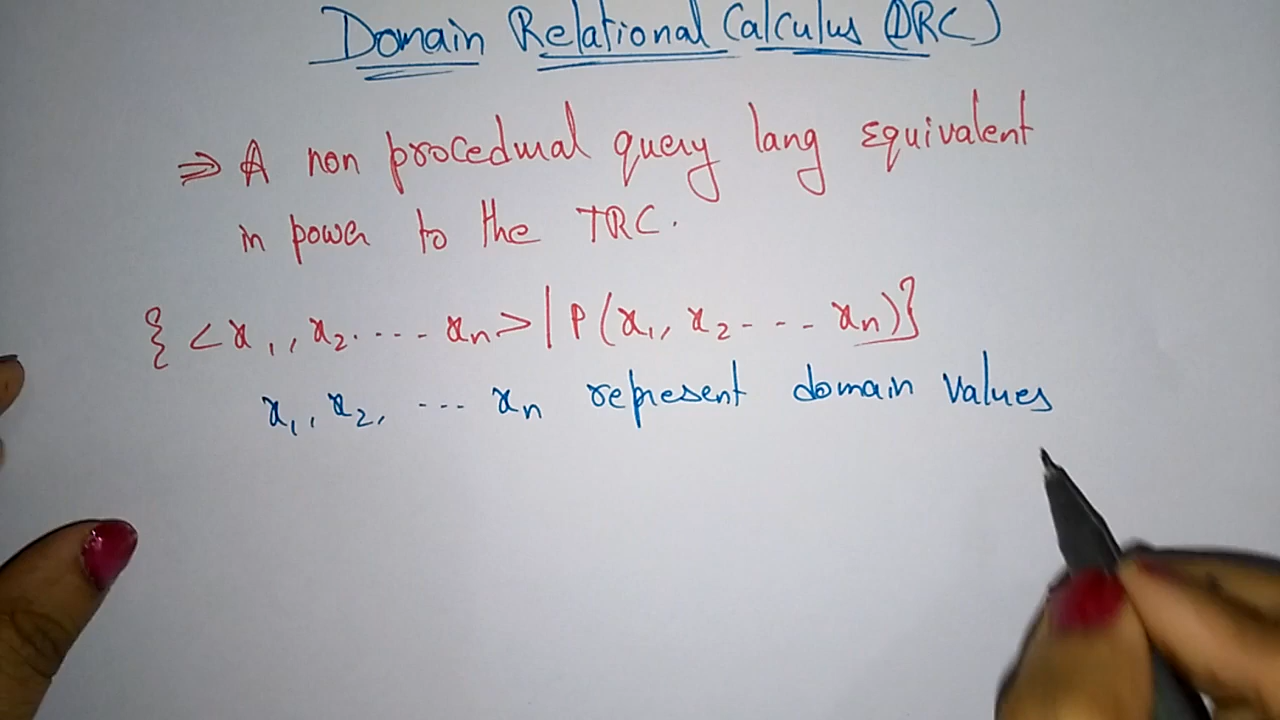 Domain Relational Calculus (DRC)
⇒ A non procedural query lang equivalent
in power to the TRC.
{ <x₁, x₂..... xₙ> | P(x₁, x₂--- xₙ)}
x₁, x₂, --- xₙ represent domain values